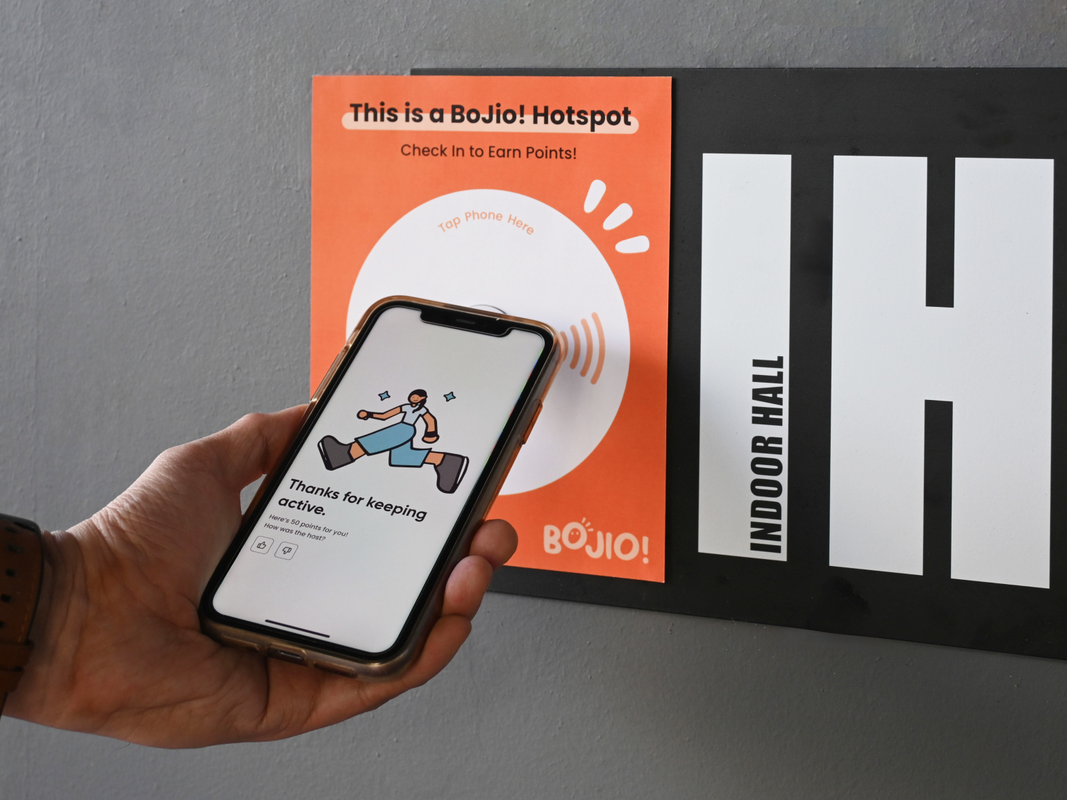 This is a BoJio! Hotspot
Check In to Earn Points!
Tap Phone Here
BOJIO!
Thanks for keeping
active.
Here's 50 points for you!
How was the host?
IH
INDOOR HALL